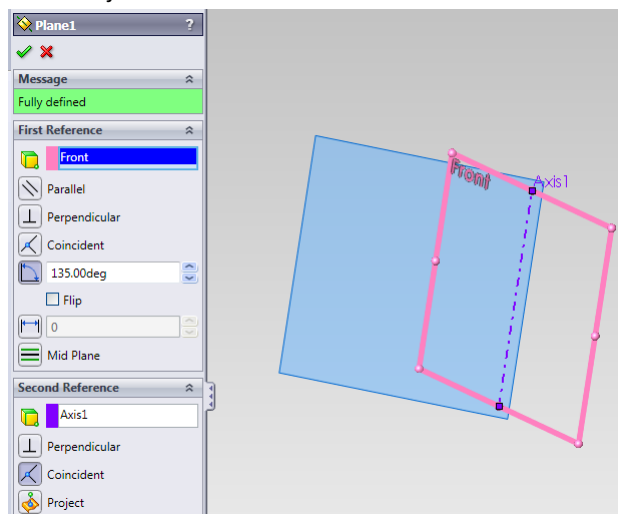 Plane1 ?
Message
Fully defined
First Reference
Front
Parallel
Perpendicular
Coincident
135.00deg
Flip
0
Mid Plane
Second Reference
Axis1
Perpendicular
Coincident
Project
Front
Axis1